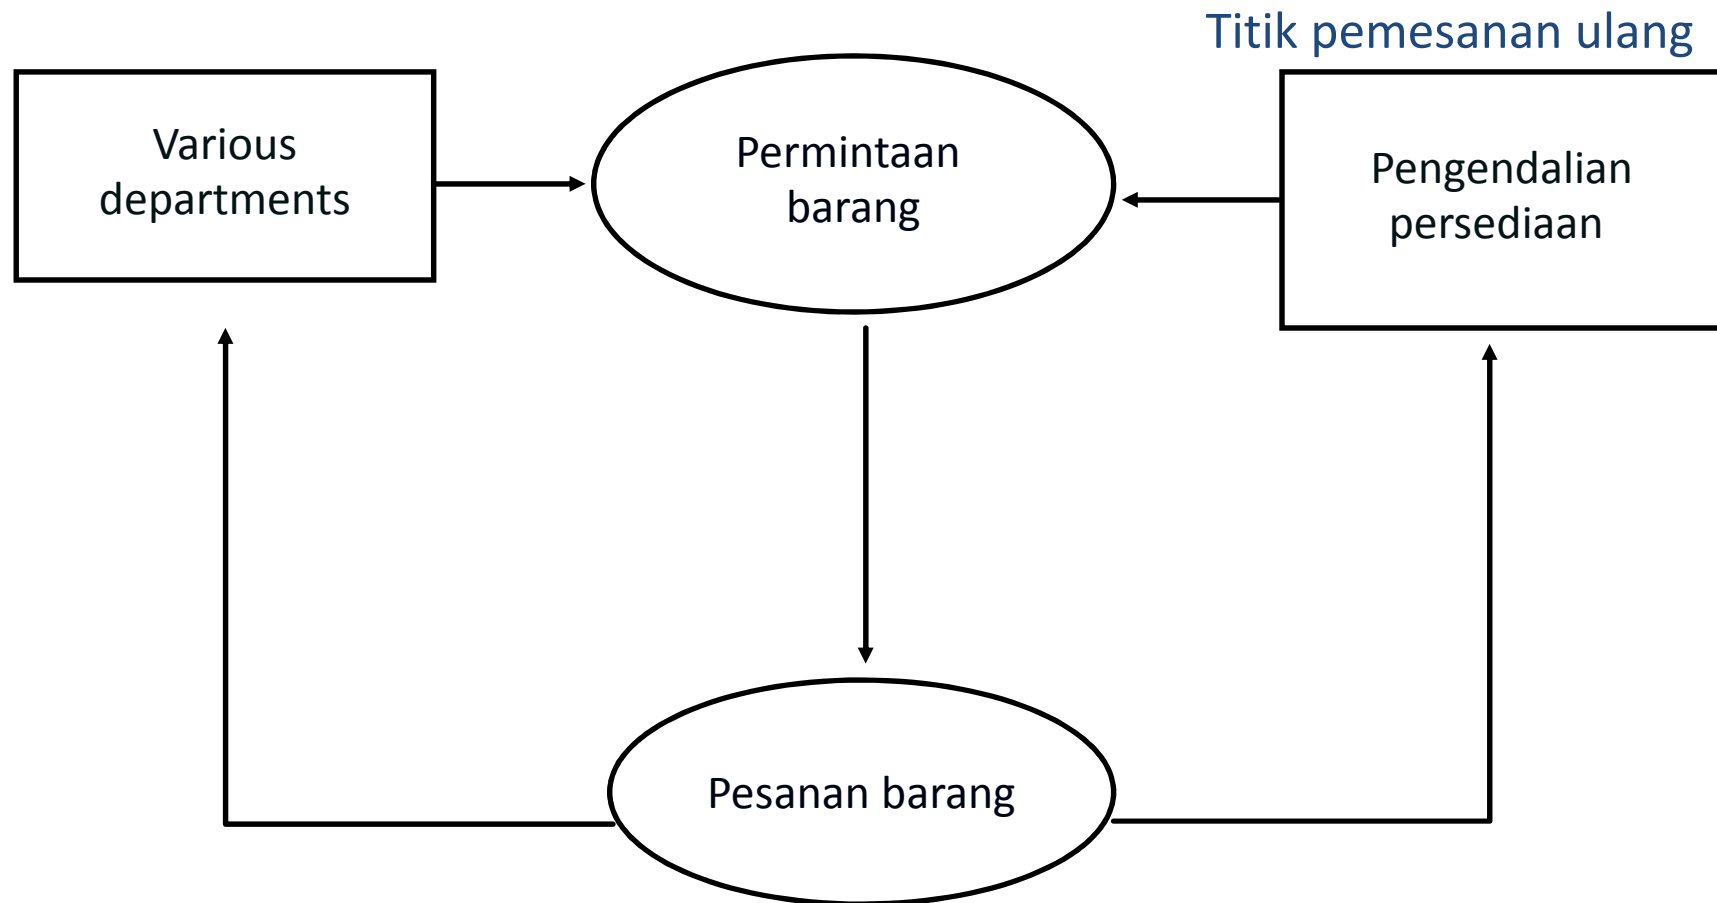 Titik pemesanan ulang
Various
departments
Permintaan
barang
Pengendalian
persediaan
Pesanan barang